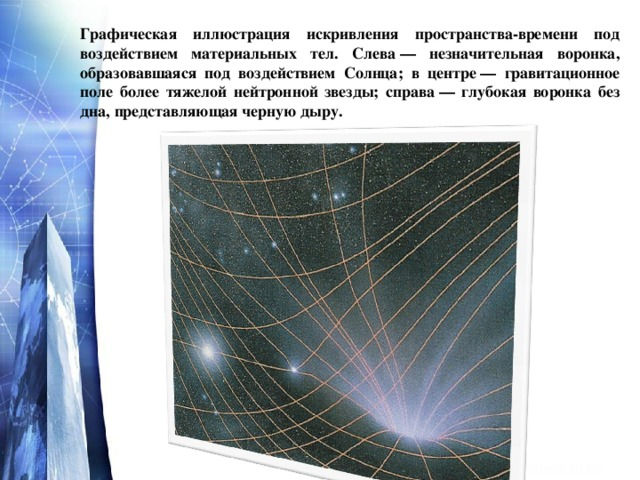 Графическая иллюстрация искривления пространства-времени под
воздействием материальных тел. Слева — незначительная воронка,
образовавшаяся под воздействием Солнца; в центре — гравитационное
поле более тяжелой нейтронной звезды; справа — глубокая воронка без
дна, представляющая черную дыру.